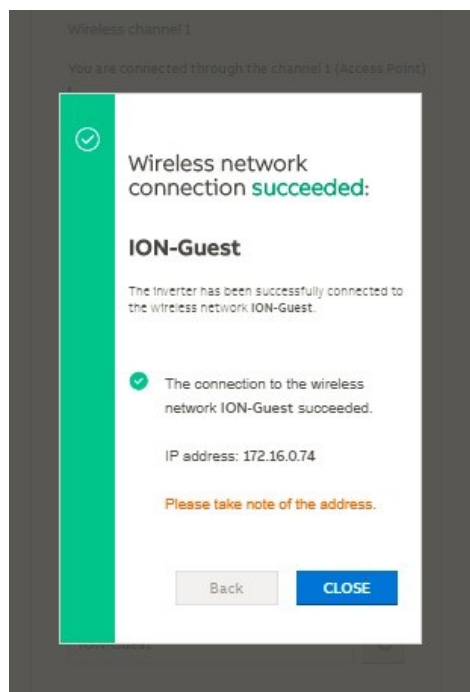 Wireless channel 1
You are connected through the channel 1 (Access Point)
Wireless network
connection succeeded:
ION-Guest
The inverter has been successfully connected to
the wireless network ION-Guest.
The connection to the wireless
network ION-Guest succeeded.
IP address: 172.16.0.74
Please take note of the address.
Back CLOSE
ION-Guest